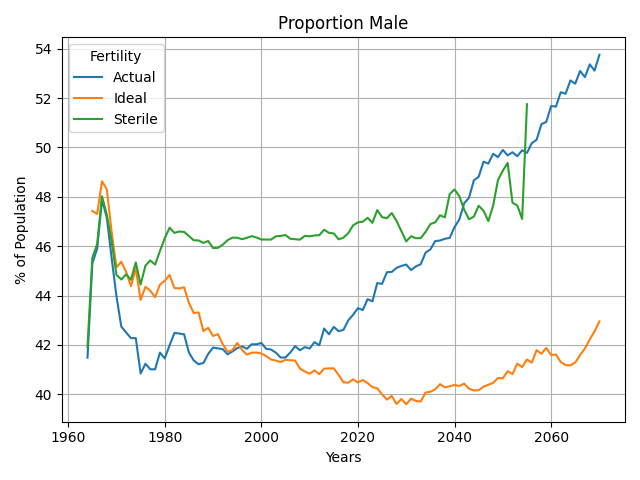 Proportion Male
Fertility
Actual
Ideal
Sterile
% of Population
54
52
50
48
46
44
42
40
1960 1980 2000 2020 2040 2060
Years